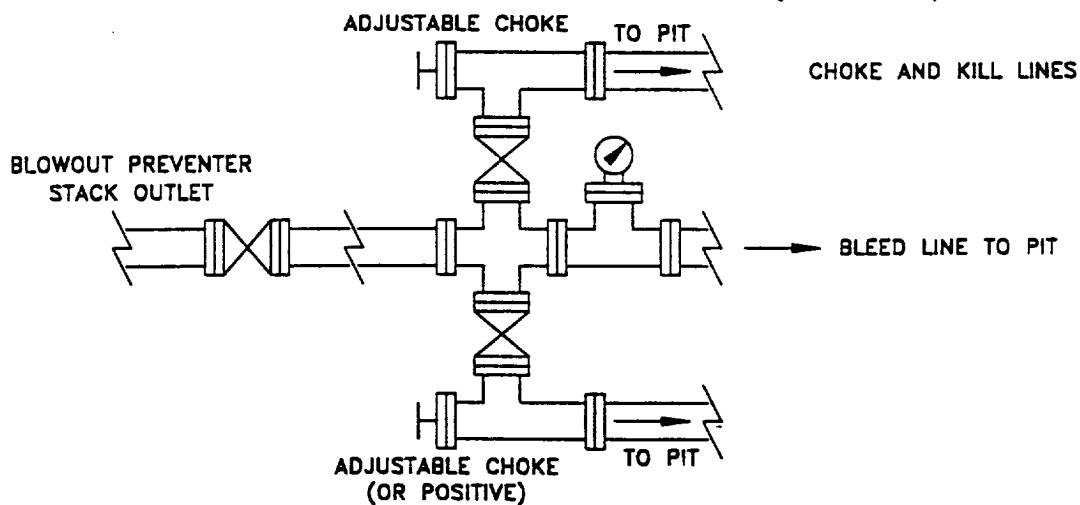 ADJUSTABLE CHOKE
TO PIT
CHOKE AND KILL LINES
BLOWOUT PREVENTER
STACK OUTLET
BLEED LINE TO PIT
TO PIT
ADJUSTABLE CHOKE
(OR POSITIVE)